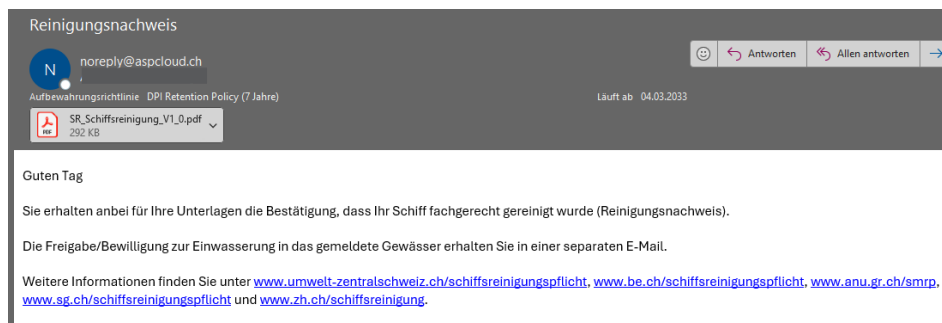 Reinigungsnachweis
N
noreply@aspcloud.ch
Antworten
Allen antworten
Aufbewahrungsrichtlinie DPI Retention Policy (7 Jahre)
Läuft ab 04.03.2033
PDF
SR_Schiffsreinigung_V1_0.pdf
292 KB
Guten Tag
Sie erhalten anbei für Ihre Unterlagen die Bestätigung, dass Ihr Schiff fachgerecht gereinigt wurde (Reinigungsnachweis).
Die Freigabe/Bewilligung zur Einwasserung in das gemeldete Gewässer erhalten Sie in einer separaten E-Mail.
Weitere Informationen finden Sie unter www.umwelt-zentralschweiz.ch/schiffsreinigungspflicht, www.be.ch/schiffsreinigungspflicht, www.anu.gr.ch/smrp,
www.sg.ch/schiffsreinigungspflicht und www.zh.ch/schiffsreinigung.